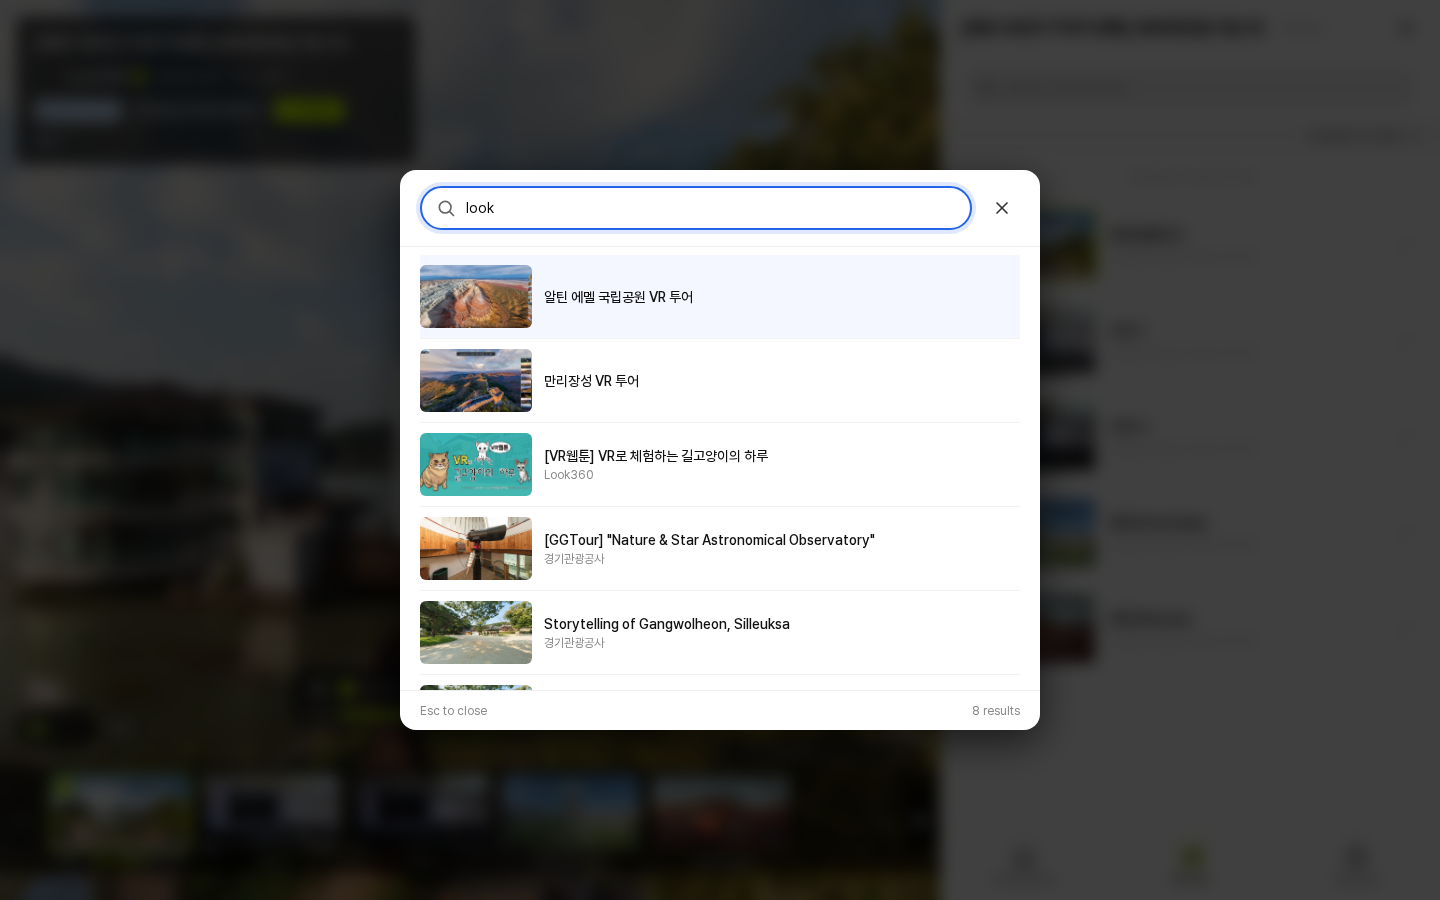 look
알틴 에멜 국립공원 VR 투어
만리장성 VR 투어
[VR웹툰] VR로 체험하는 길고양이의 하루
Look360
[GGTour] "Nature & Star Astronomical Observatory"
경기관광공사
Storytelling of Gangwolheon, Silleuksa
경기관광공사
Esc to close
8 results